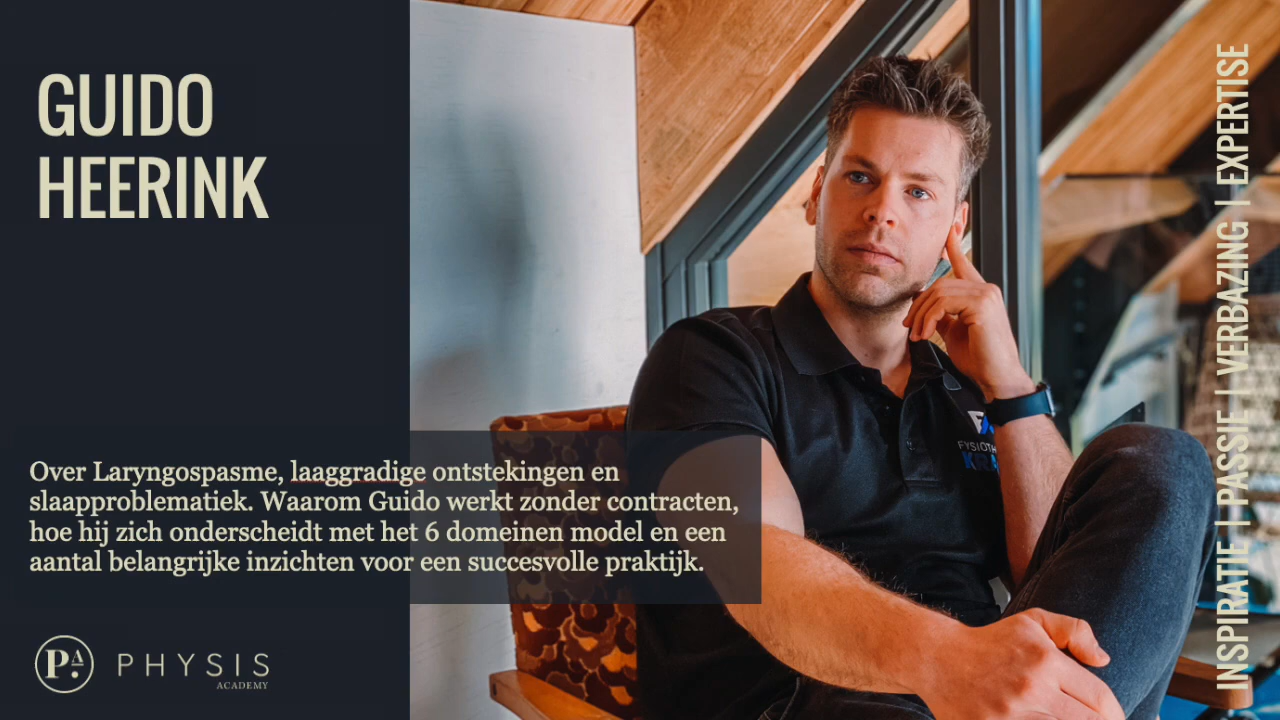 GUIDO
HEERINK
Over Laryngospasme, laaggradige ontstekingen en
slaapproblematiek. Waarom Guido werkt zonder contracten,
hoe hij zich onderscheidt met het 6 domeinen model en een
aantal belangrijke inzichten voor een succesvolle praktijk.
PA PHYSIS
ACADEMY
INSPIRATIE | PASSIE | VERBAZING | EXPERTISE